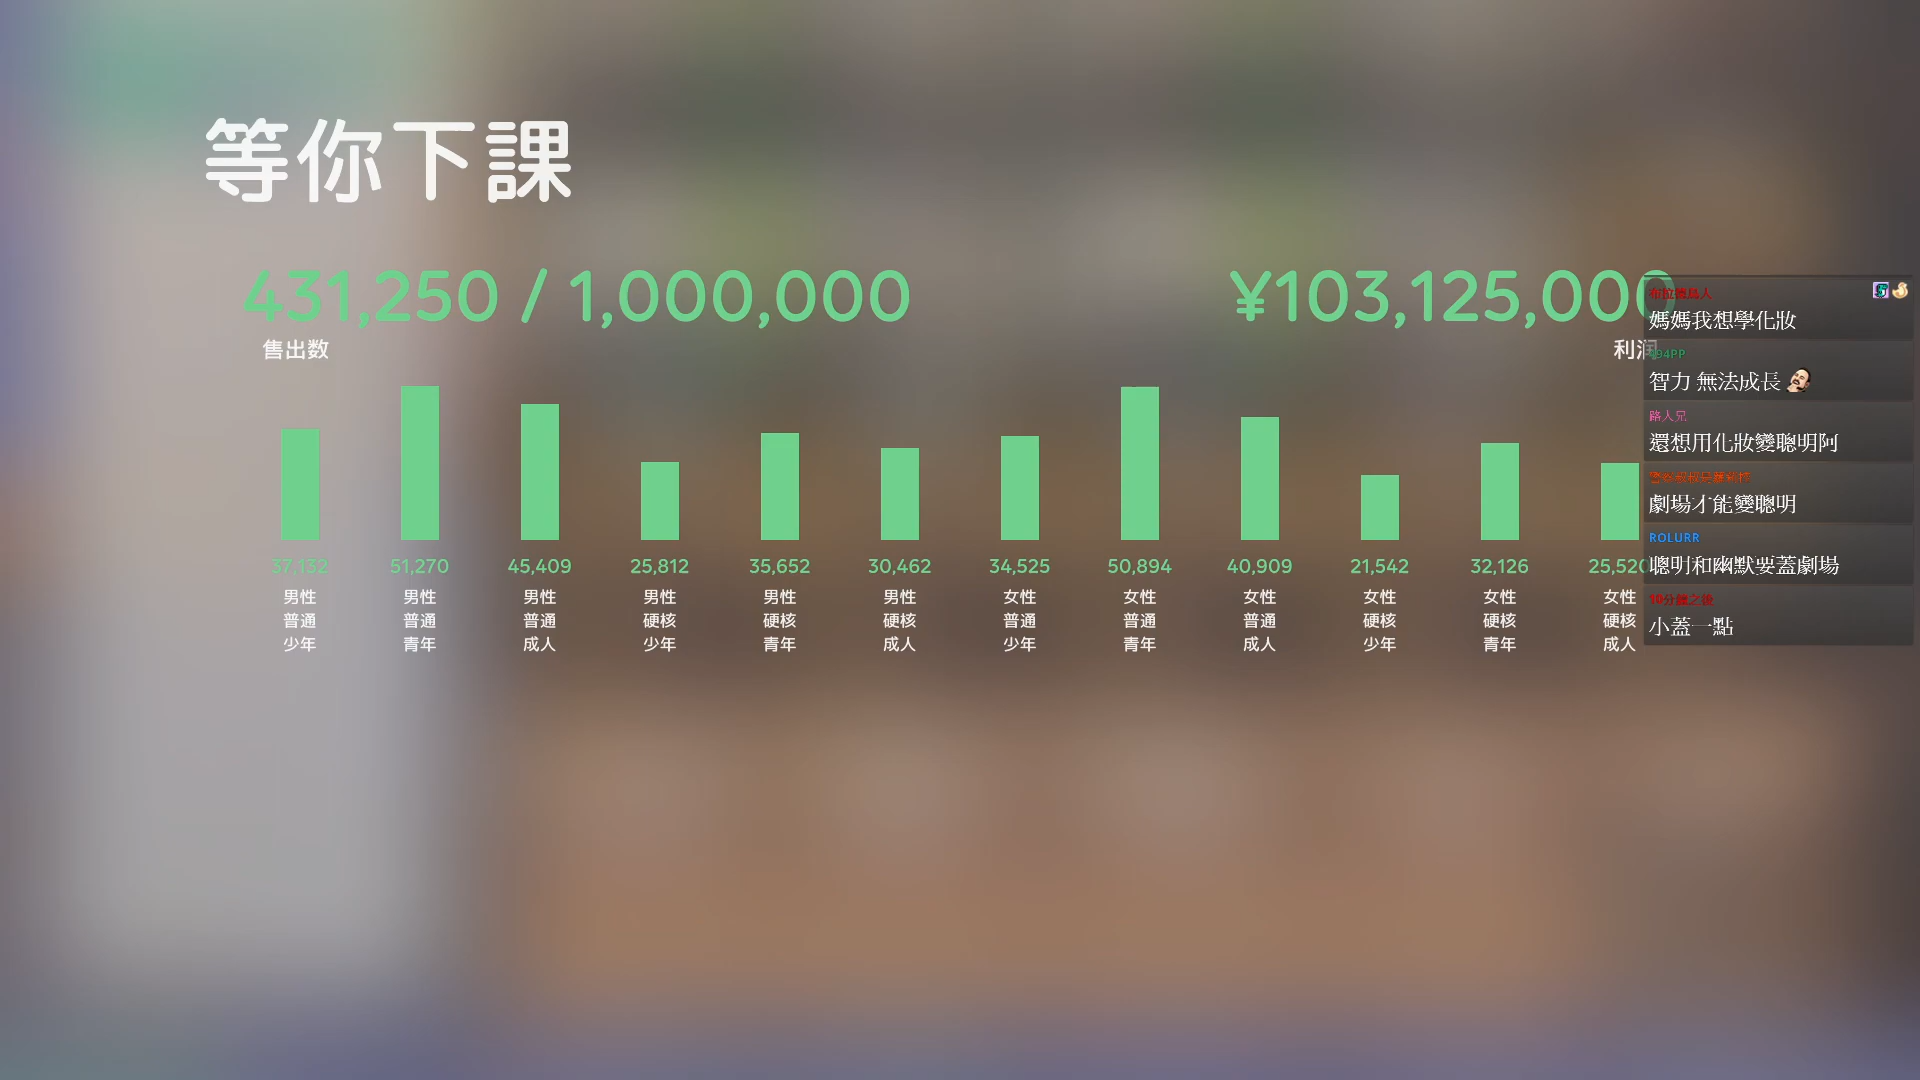 等你下課
431,250 / 1,000,000
售出数
¥103,125,000
利润
37,132
51,270
45,409
25,812
35,652
30,462
34,525
50,894
40,909
21,542
32,126
25,520
男性
普通
少年
男性
普通
青年
男性
普通
成人
男性
硬核
少年
男性
硬核
青年
男性
硬核
成人
女性
普通
少年
女性
普通
青年
女性
普通
成人
女性
硬核
少年
女性
硬核
青年
女性
硬核
成人
媽媽我想學化妝
智力 無法成長
路人兄
還想用化妝變聰明阿
劇場才能變聰明
ROLURR
聰明和幽默要蓋劇場
10分鐘之後
小蓋一點